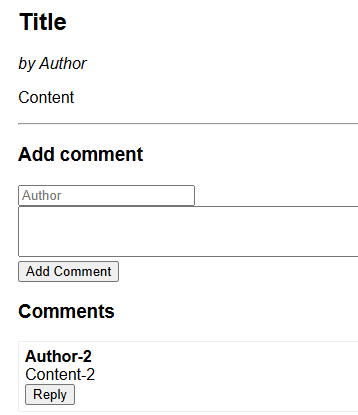 Title
by Author
Content
Add comment
Author
Add Comment
Comments
Author-2
Content-2
Reply